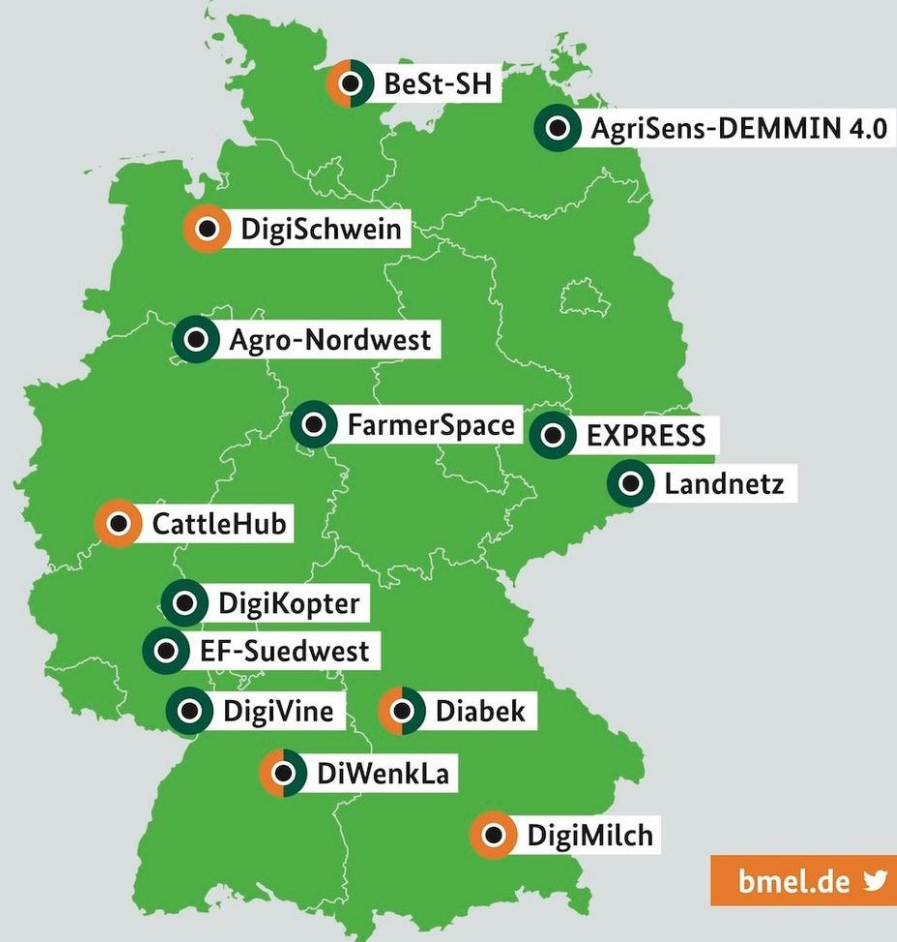 BeSt-SH
AgriSens-DEMMIN 4.0
DigiSchwein
Agro-Nordwest
FarmerSpace
EXPRESS
Landnetz
CattleHub
DigiKopter
EF-Suedwest
DigiVine
Diabek
DiWenkLa
DigiMilch
bmel.de